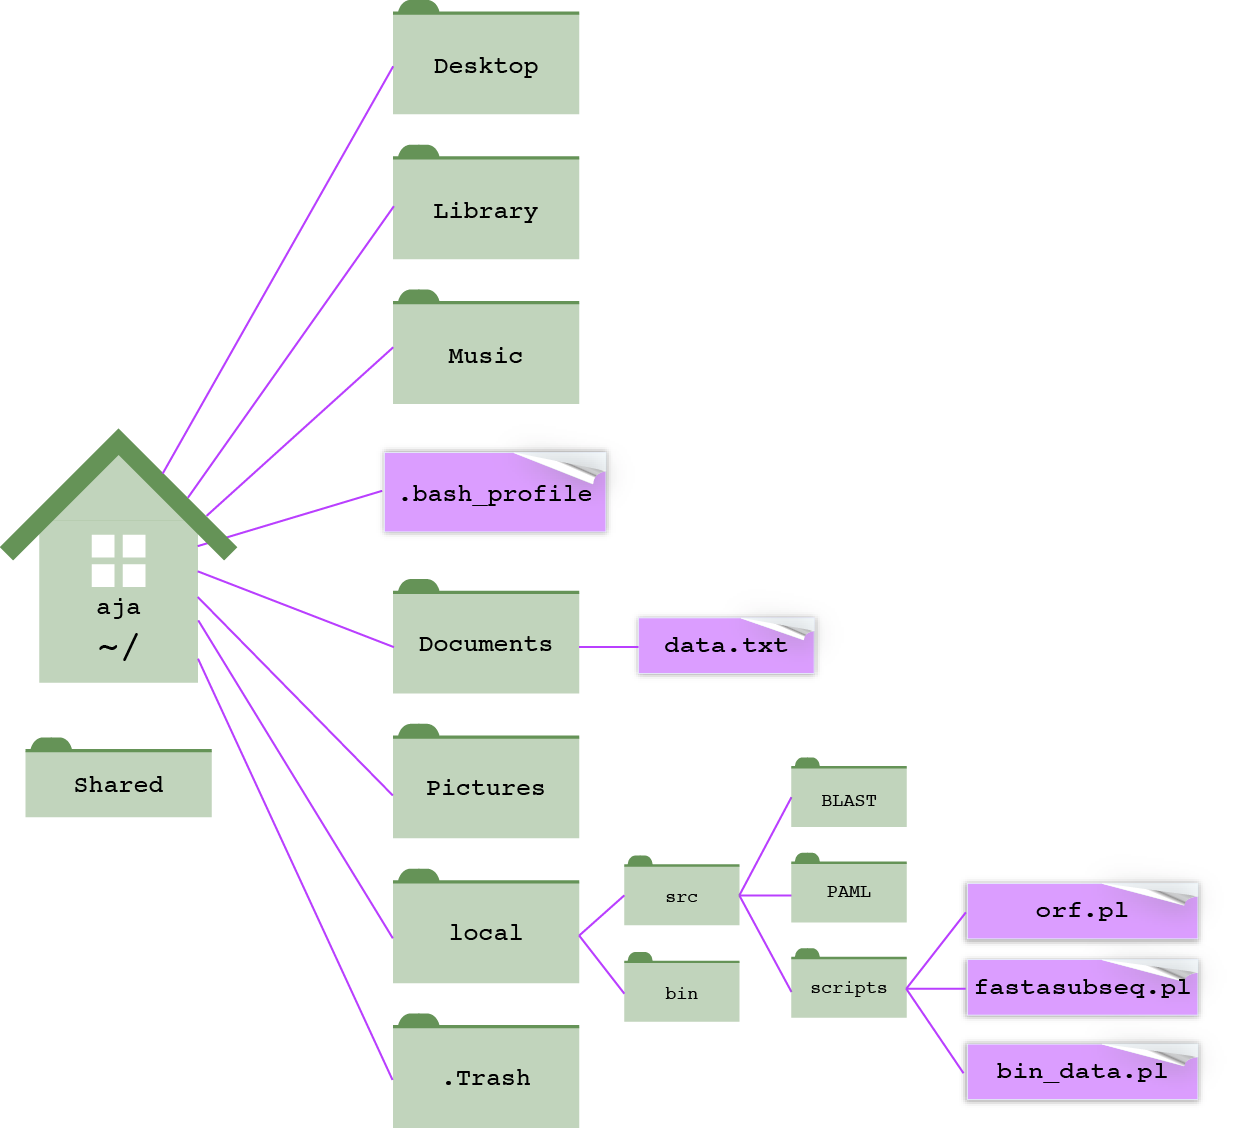 Desktop
Library
Music
.bash_profile
aja
~/
Documents
data.txt
Shared
Pictures
BLAST
src
PAML
orf.pl
local
bin
scripts
fastasubseq.pl
.Trash
bin_data.pl